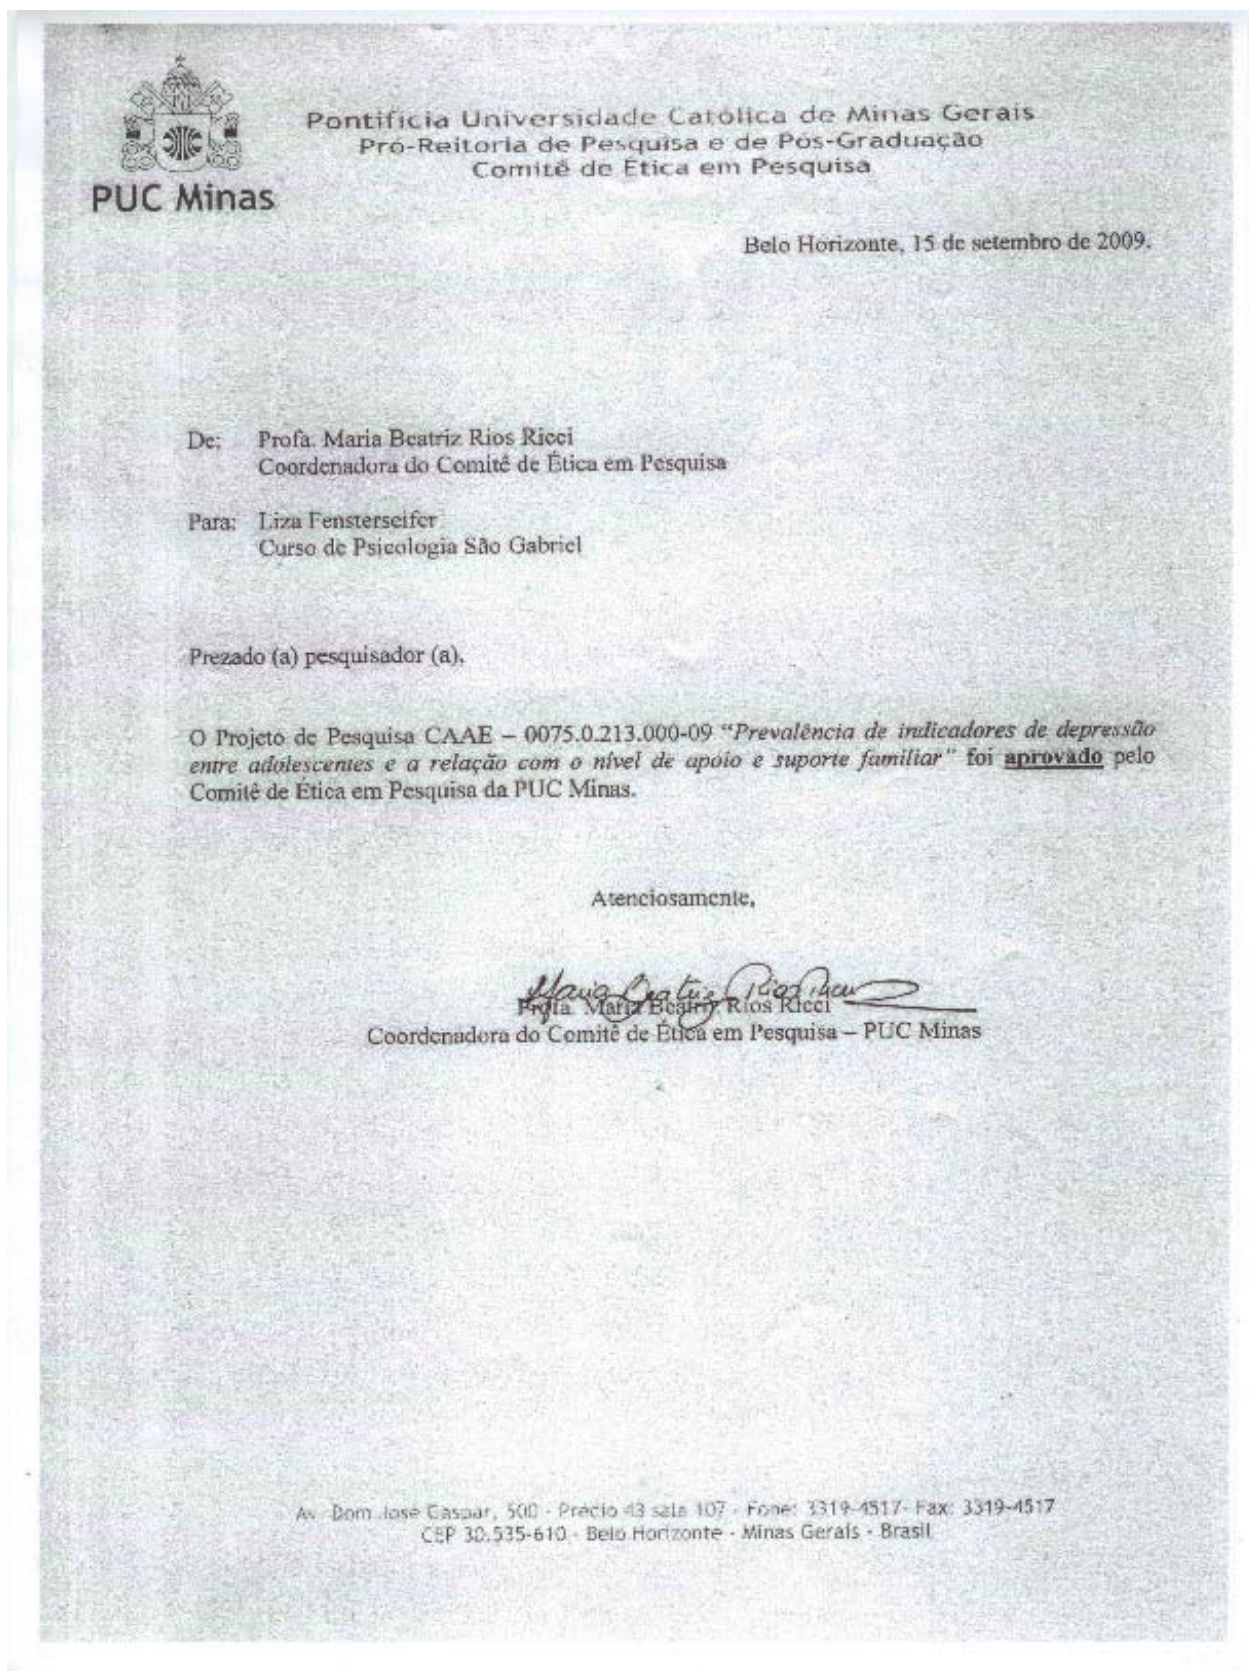 PUC Minas
Pontifícia Universidade Católica de Minas Gerais
Pró-Reitoria de Pesquisa e de Pós-Graduação
Comitê de Ética em Pesquisa
Belo Horizonte, 15 de setembro de 2009.
De: Profa. Maria Beatriz Rios Ricci
Coordenadora do Comitê de Ética em Pesquisa
Para: Liza Fensterseifer
Curso de Psicologia São Gabriel
Prezado (a) pesquisador (a),
O Projeto de Pesquisa CAAE – 0075.0.213.000-09 “Prevalência de indicadores de depressão
entre adolescentes e a relação com o nível de apoio e suporte familiar” foi aprovado pelo
Comitê de Ética em Pesquisa da PUC Minas.
Atenciosamente,
Maria Beatriz Rios Ricci
Profa. Maria Beatriz Rios Ricci
Coordenadora do Comitê de Ética em Pesquisa – PUC Minas
Av. Dom José Gaspar, 500 - Prédio 43 sala 107 - Fone: 3319-4517- Fax: 3319-4517
CEP 30.535-610 - Belo Horizonte - Minas Gerais - Brasil